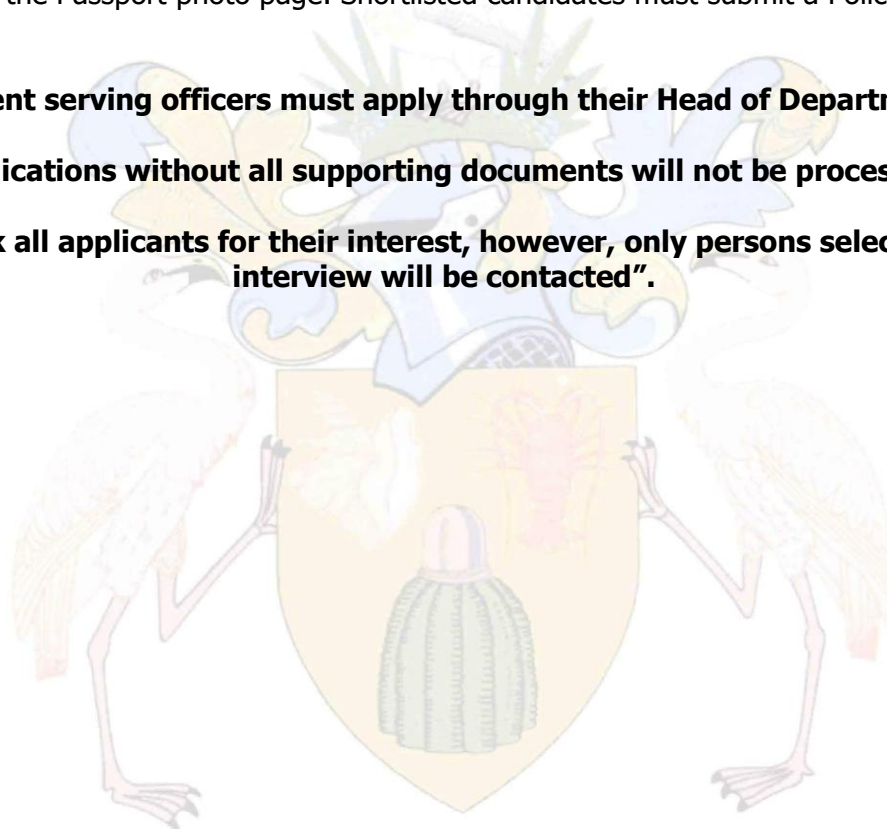 the Passport photo page. Shortlisted candidates must submit a Polic
ent serving officers must apply through their Head of Departm
ications without all supporting documents will not be proces
k all applicants for their interest, however, only persons selec
interview will be contacted”.